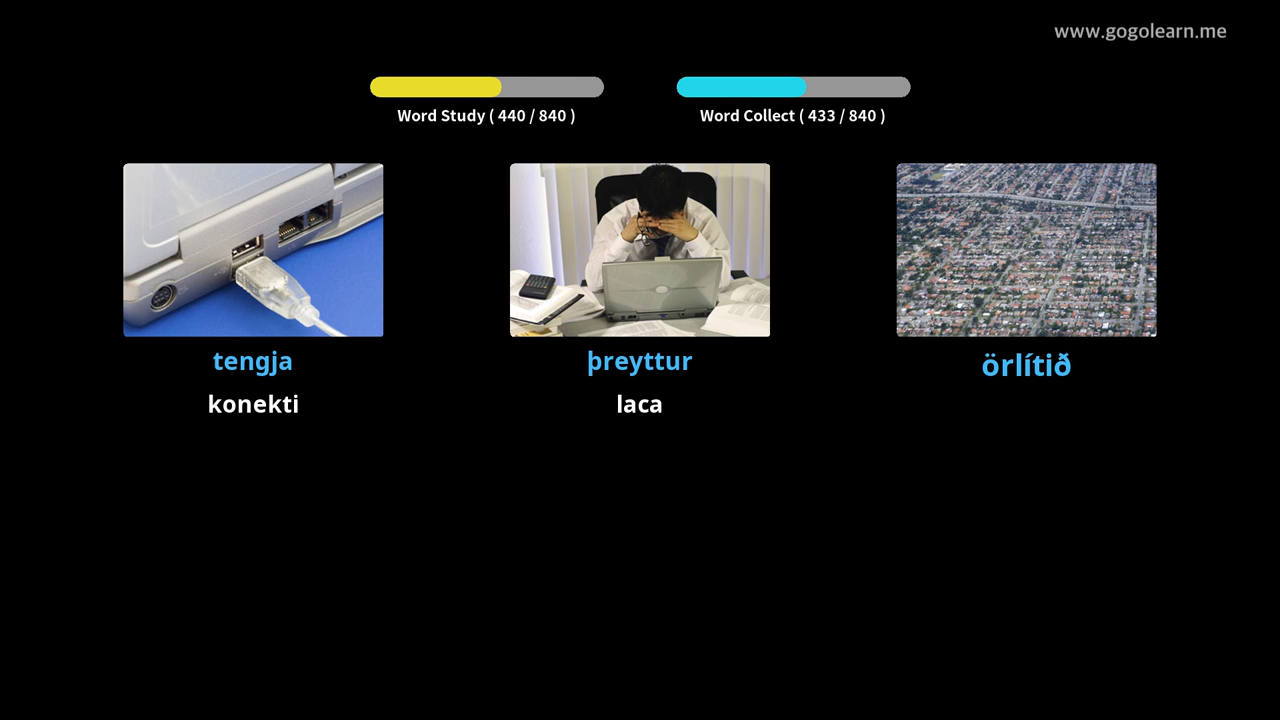 www.gogolearn.me
Word Study ( 440 / 840 )
Word Collect ( 433 / 840 )
tengja
þreyttur
örlítið
konekti
laca